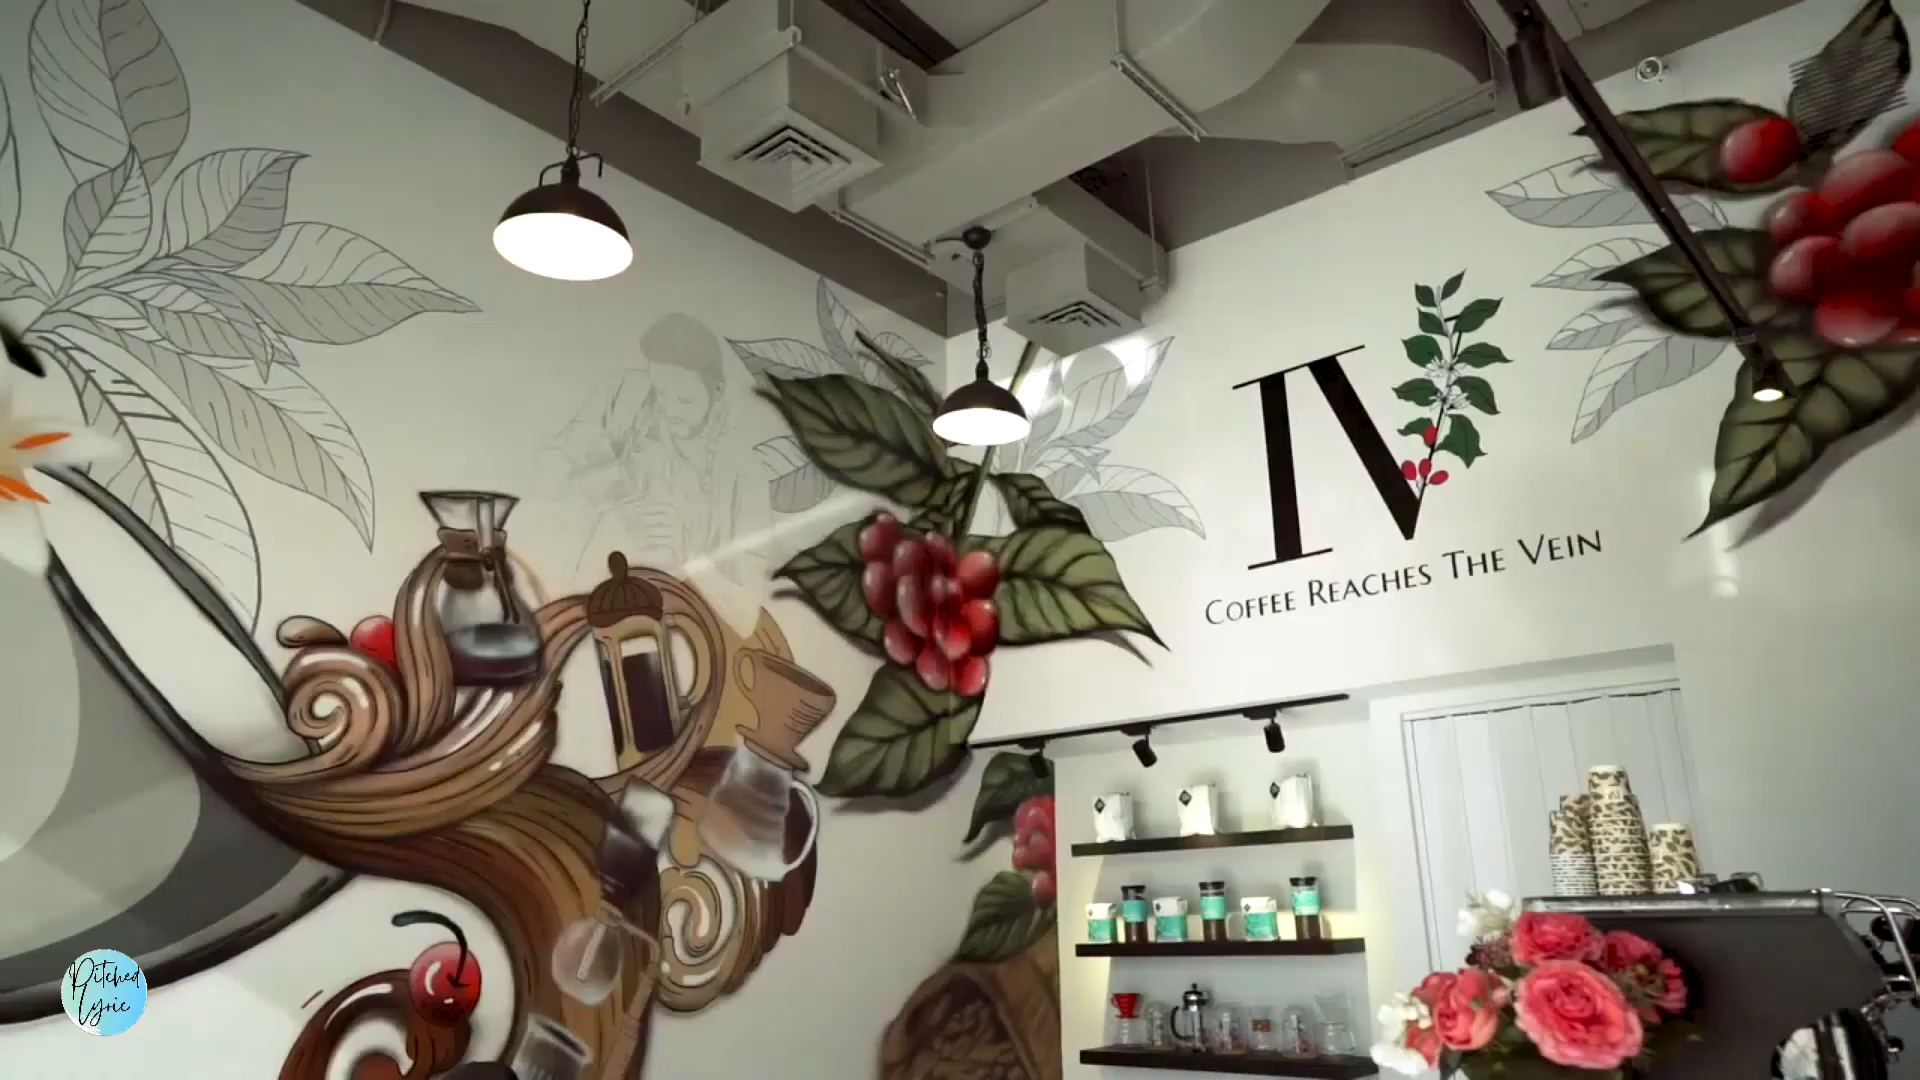 IV
Coffee Reaches The Vein
Pitched
Lyric